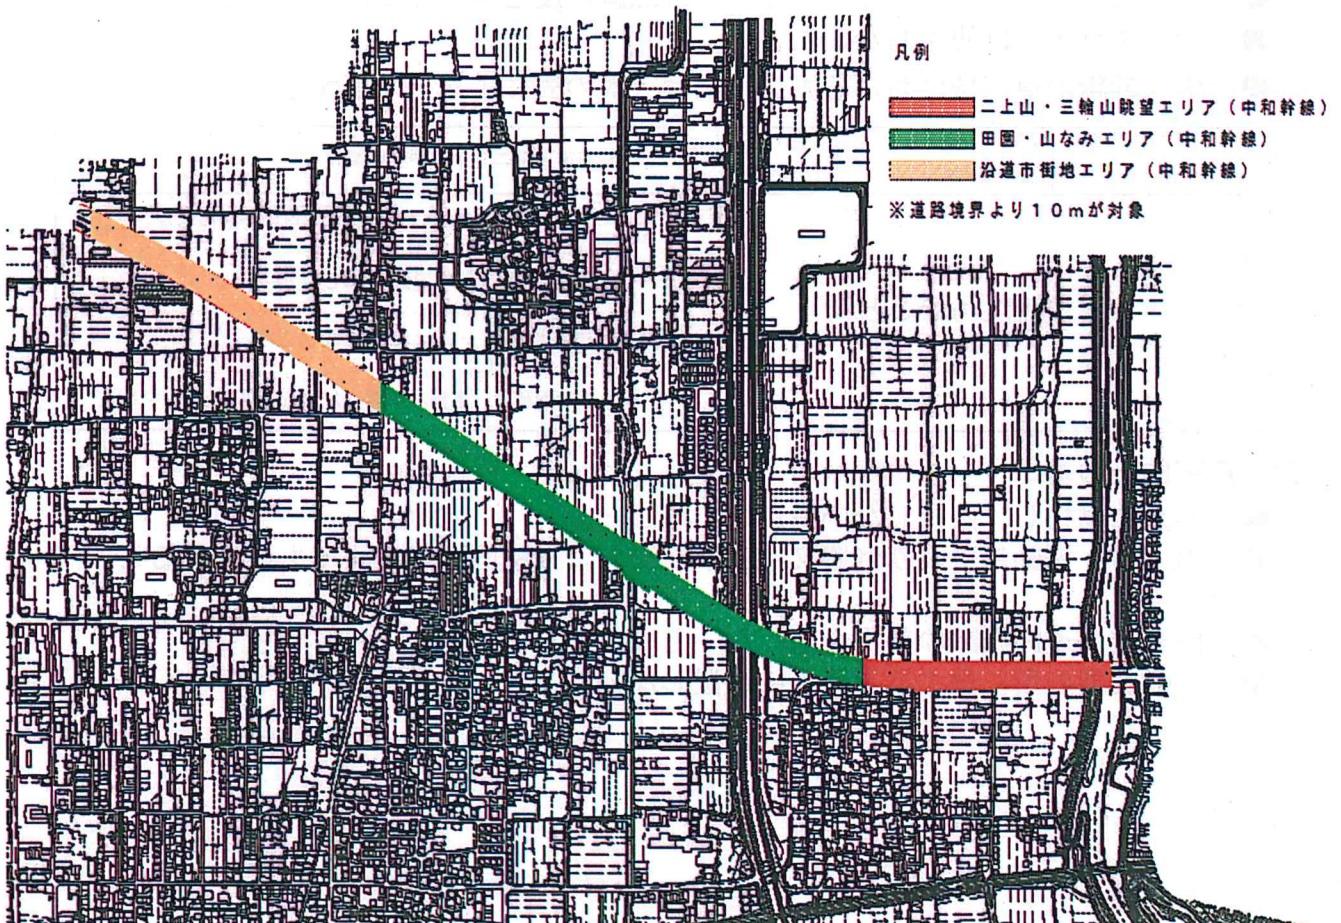 凡例
二上山・三輪山眺望エリア（中和幹線）
田園・山なみエリア（中和幹線）
沿道市街地エリア（中和幹線）
※道路境界より１０ｍが対象